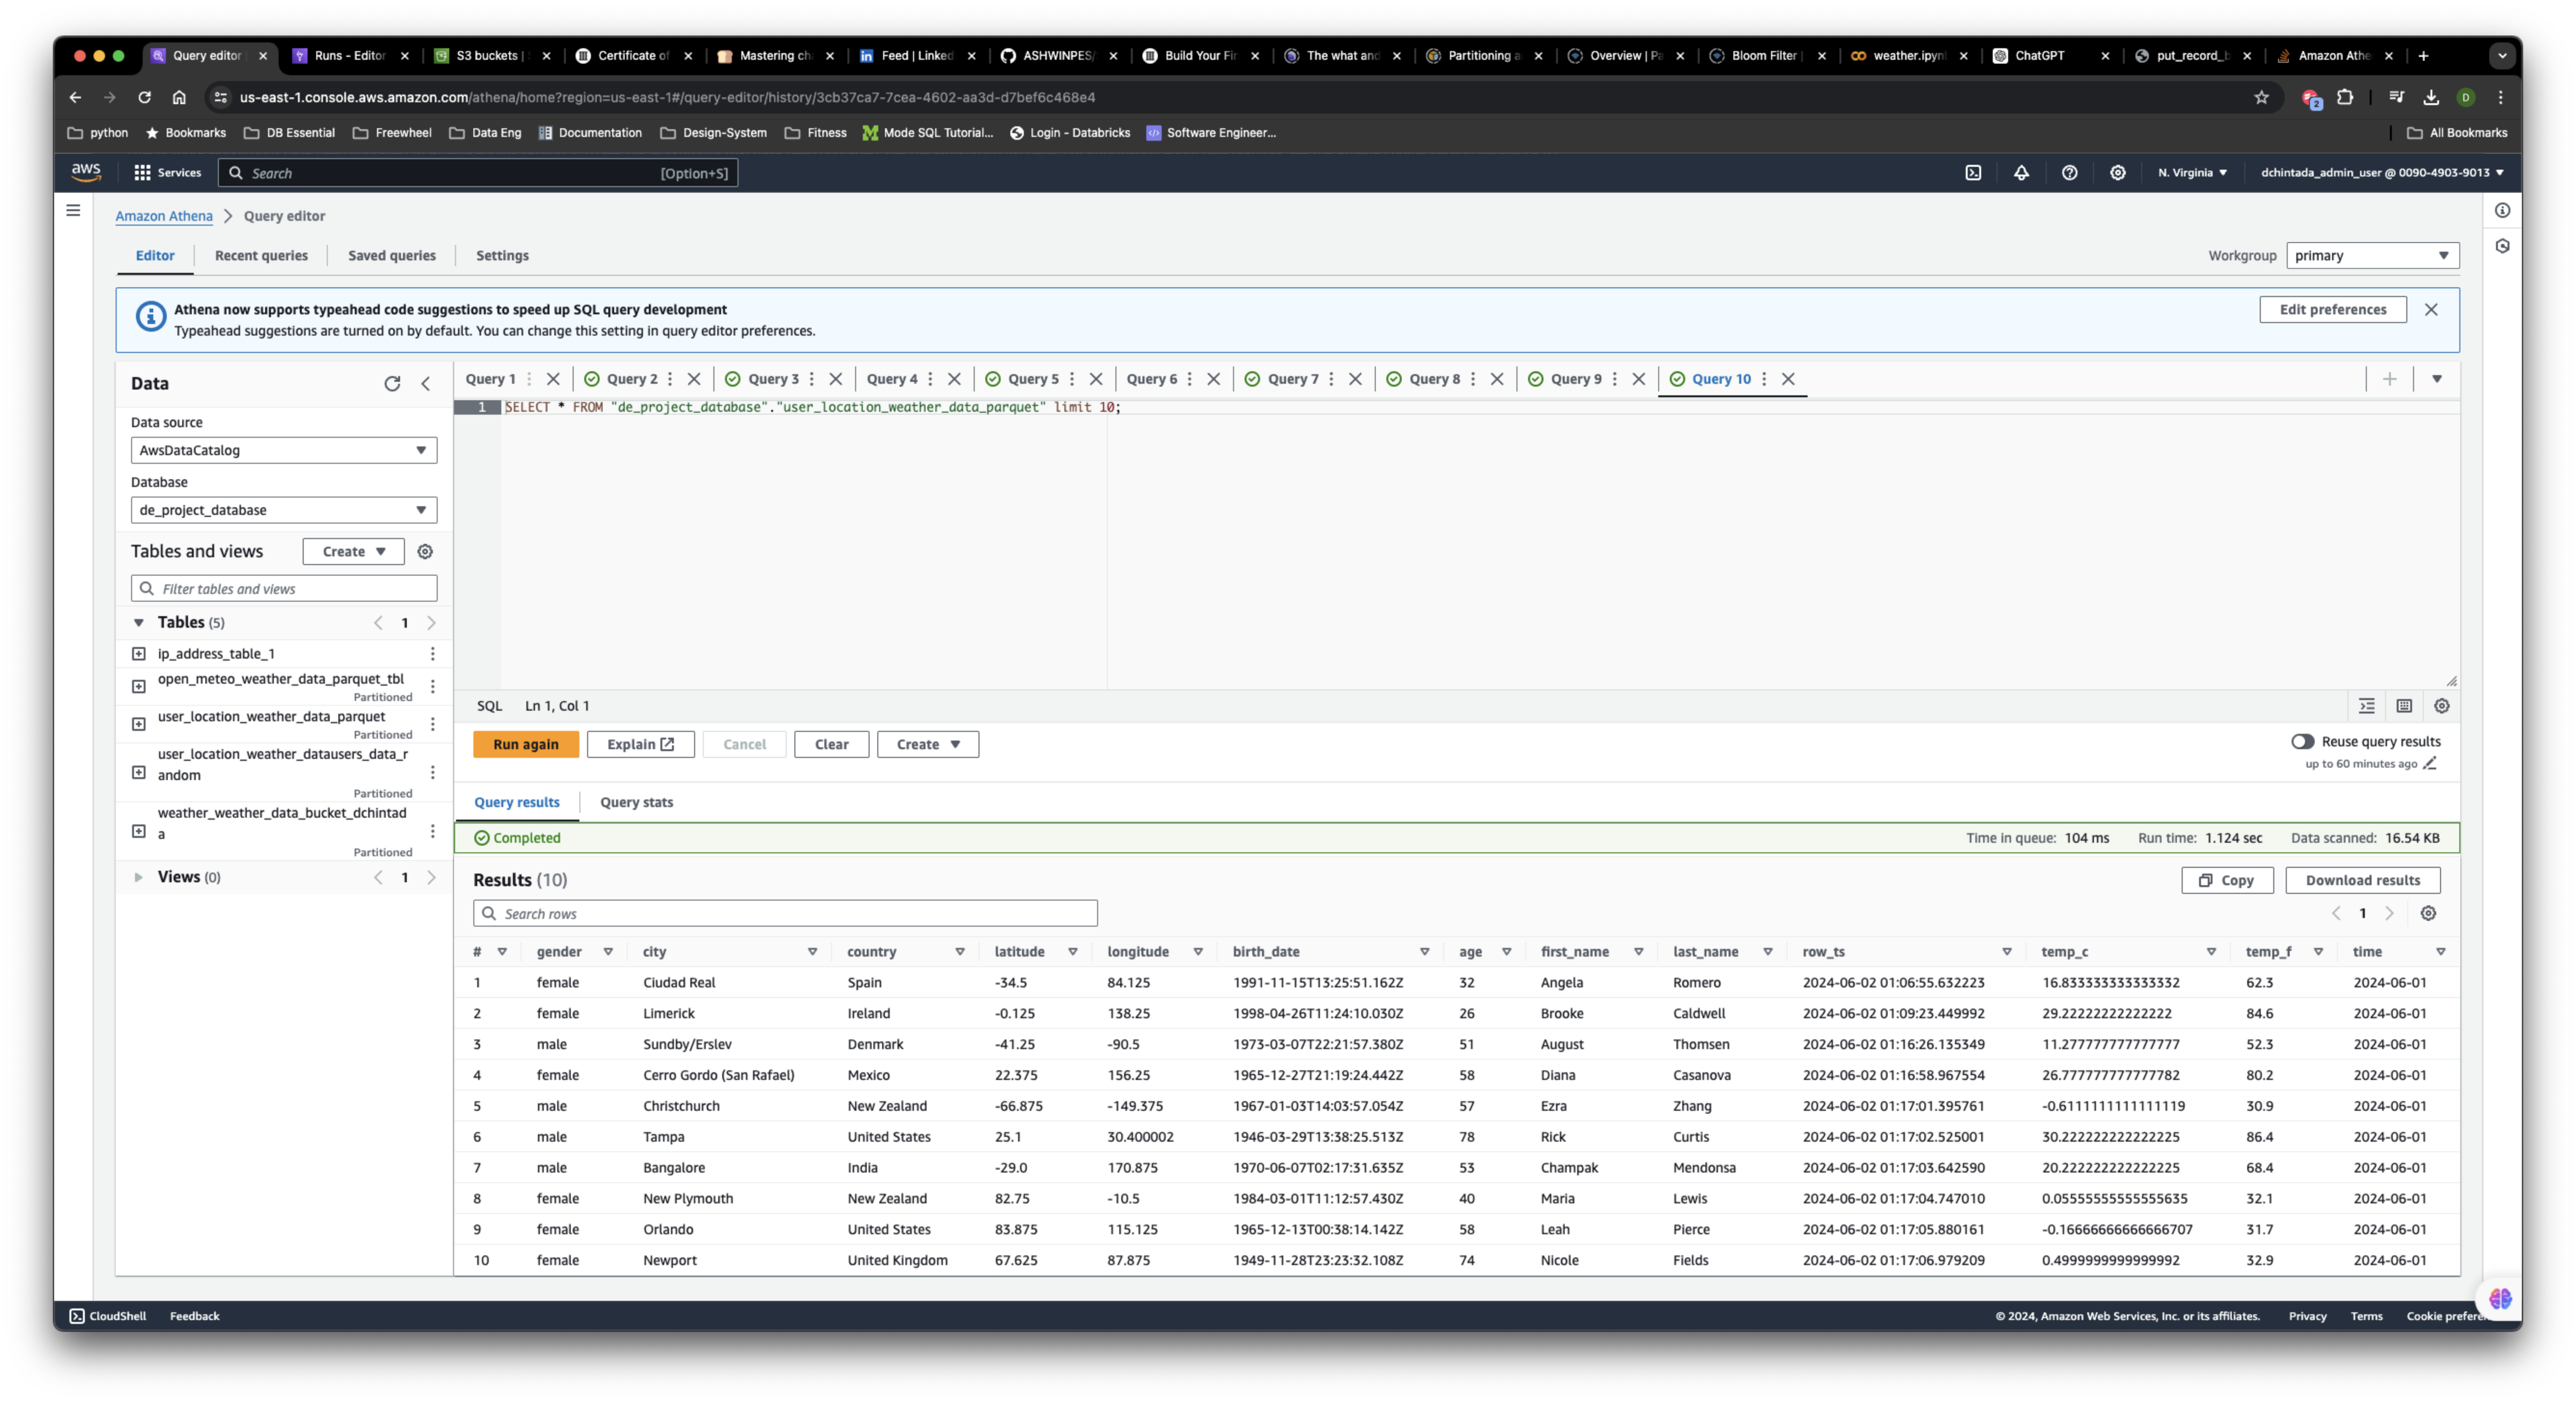 Query editor
Runs - Editor
S3 buckets |
Certificate of
Mastering ch
Feed | Linked
ASHWINPES/
Build Your Fir
The what and
Partitioning a
Overview | Pa
Bloom Filter |
weather.ipyn
ChatGPT
put_record_b
Amazon Athe
us-east-1.console.aws.amazon.com/athena/home?region=us-east-1#/query-editor/history/3cb37ca7-7cea-4602-aa3d-d7bef6c468e4
2
D
python Bookmarks DB Essential Freewheel Data Eng Documentation Design-System Fitness Mode SQL Tutorial... Login - Databricks Software Engineer... All Bookmarks
aws Services Search [Option+S] N. Virginia dchintada_admin_user @ 0090-4903-9013
Amazon Athena > Query editor
Editor Recent queries Saved queries Settings
Workgroup primary
Athena now supports typeahead code suggestions to speed up SQL query development
Typeahead suggestions are turned on by default. You can change this setting in query editor preferences.
Edit preferences
Data
Data source
AwsDataCatalog
Database
de_project_database
Tables and views Create
Filter tables and views
Tables (5) 1
ip_address_table_1
open_meteo_weather_data_parquet_tbl
Partitioned
user_location_weather_data_parquet
Partitioned
user_location_weather_datausers_data_r
andom
Partitioned
weather_weather_data_bucket_dchintad
a
Partitioned
Views (0) 1
Query 1 Query 2 Query 3 Query 4 Query 5 Query 6 Query 7 Query 8 Query 9 Query 10
1 SELECT * FROM "de_project_database"."user_location_weather_data_parquet" limit 10;
SQL Ln 1, Col 1
Run again Explain Cancel Clear Create
Reuse query results
up to 60 minutes ago
Query results Query stats
Completed Time in queue: 104 ms Run time: 1.124 sec Data scanned: 16.54 KB
Results (10) Copy Download results
Search rows 1
# gender city country latitude longitude birth_date age first_name last_name row_ts temp_c temp_f time
1 female Ciudad Real Spain -34.5 84.125 1991-11-15T13:25:51.162Z 32 Angela Romero 2024-06-02 01:06:55.632223 16.833333333333332 62.3 2024-06-01
2 female Limerick Ireland -0.125 138.25 1998-04-26T11:24:10.030Z 26 Brooke Caldwell 2024-06-02 01:09:23.449992 29.22222222222222 84.6 2024-06-01
3 male Sundby/Erslev Denmark -41.25 -90.5 1973-03-07T22:21:57.380Z 51 August Thomsen 2024-06-02 01:16:26.135349 11.277777777777777 52.3 2024-06-01
4 female Cerro Gordo (San Rafael) Mexico 22.375 156.25 1965-12-27T21:19:24.442Z 58 Diana Casanova 2024-06-02 01:16:58.967554 26.777777777777782 80.2 2024-06-01
5 male Christchurch New Zealand -66.875 -149.375 1967-01-03T14:03:57.054Z 57 Ezra Zhang 2024-06-02 01:17:01.395761 -0.6111111111111119 30.9 2024-06-01
6 male Tampa United States 25.1 30.400002 1946-03-29T13:38:25.513Z 78 Rick Curtis 2024-06-02 01:17:02.525001 30.222222222222225 86.4 2024-06-01
7 male Bangalore India -29.0 170.875 1970-06-07T02:17:31.635Z 53 Champak Mendonsa 2024-06-02 01:17:03.642590 20.222222222222225 68.4 2024-06-01
8 female New Plymouth New Zealand 82.75 -10.5 1984-03-01T11:12:57.430Z 40 Maria Lewis 2024-06-02 01:17:04.747010 0.05555555555555635 32.1 2024-06-01
9 female Orlando United States 83.875 115.125 1965-12-13T00:38:14.142Z 58 Leah Pierce 2024-06-02 01:17:05.880161 -0.16666666666666707 31.7 2024-06-01
10 female Newport United Kingdom 67.625 87.875 1949-11-28T23:23:32.108Z 74 Nicole Fields 2024-06-02 01:17:06.979209 0.4999999999999992 32.9 2024-06-01
CloudShell Feedback © 2024, Amazon Web Services, Inc. or its affiliates. Privacy Terms Cookie prefere